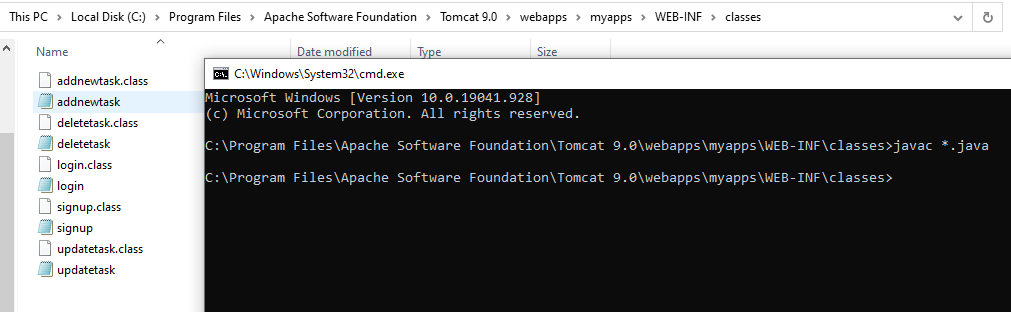 This PC > Local Disk (C:) > Program Files > Apache Software Foundation > Tomcat 9.0 > webapps > myapps > WEB-INF > classes
Name Date modified Type Size
addnewtask.class
addnewtask
deletetask.class
deletetask
login.class
login
signup.class
signup
updatetask.class
updatetask
C:\Windows\System32\cmd.exe
Microsoft Windows [Version 10.0.19041.928]
(c) Microsoft Corporation. All rights reserved.
C:\Program Files\Apache Software Foundation\Tomcat 9.0\webapps\myapps\WEB-INF\classes>javac *.java
C:\Program Files\Apache Software Foundation\Tomcat 9.0\webapps\myapps\WEB-INF\classes>